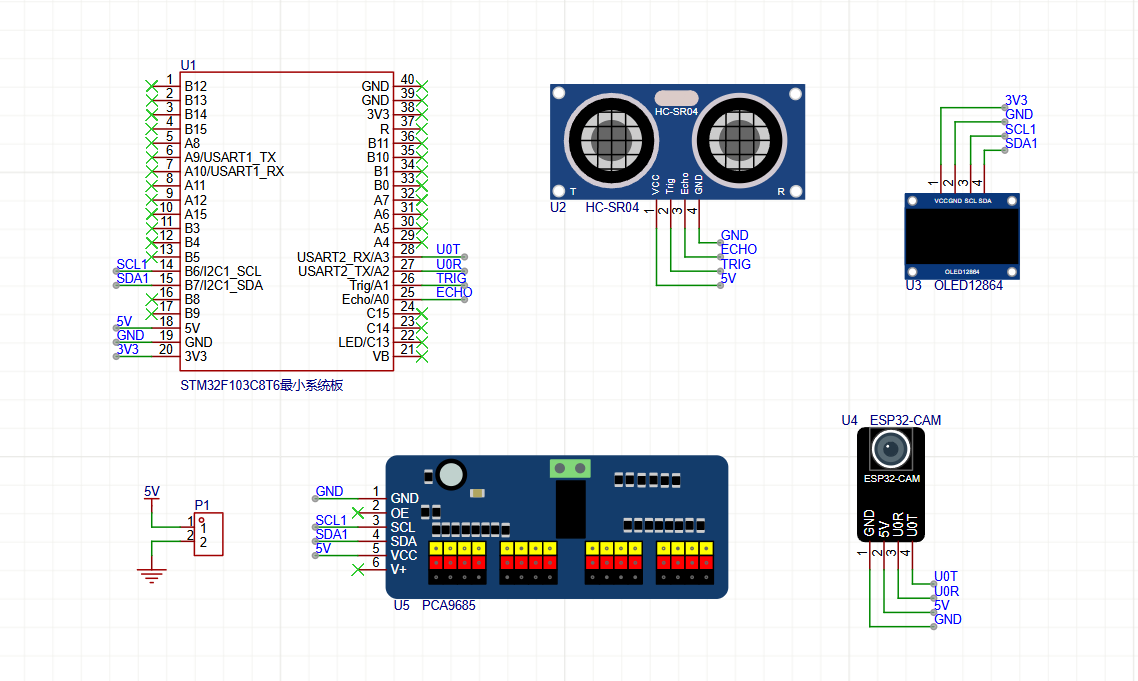 U1
1 B12
2 B13
3 B14
4 B15
5 A8
6 A9/USART1_TX
7 A10/USART1_RX
8 A11
9 A12
10 A15
11 B3
12 B4
13 B5
SCL1 14 B6/I2C1_SCL
SDA1 15 B7/I2C1_SDA
16 B8
17 B9
5V 18 5V
GND 19 GND
3V3 20 3V3
GND 40
GND 39
3V3 38
R 37
B11 36
B10 35
B1 34
B0 33
A7 32
A6 31
A5 30
A4 29
USART2_RX/A3 28 U0T
USART2_TX/A2 27 U0R
Trig/A1 26 TRIG
Echo/A0 25 ECHO
C15 24
C14 23
LED/C13 22
VB 21
STM32F103C8T6最小系统板
HC-SR04
T VCC Trig Echo GND R
U2 HC-SR04
1 2 3 4
GND
ECHO
TRIG
5V
3V3
GND
SCL1
SDA1
1 2 3 4
VCC GND SCL SDA
OLED12864
U3 OLED12864
5V
P1
1 1
2 2
GND 1 GND
2 OE
SCL1 3 SCL
SDA1 4 SDA
5V 5 VCC
6 V+
U5 PCA9685
U4 ESP32-CAM
ESP32-CAM
GND 5V U0R U0T
1 2 3 4
U0T
U0R
5V
GND